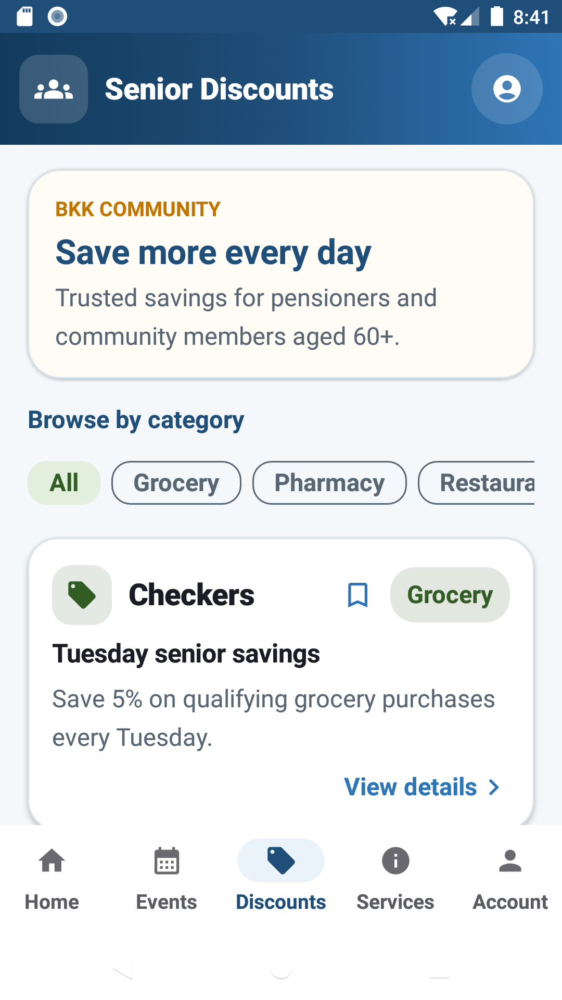 8:41
Senior Discounts
BKK COMMUNITY
Save more every day
Trusted savings for pensioners and
community members aged 60+.
Browse by category
All
Grocery
Pharmacy
Restaura
Checkers
Grocery
Tuesday senior savings
Save 5% on qualifying grocery purchases
every Tuesday.
View details
Home
Events
Discounts
Services
Account